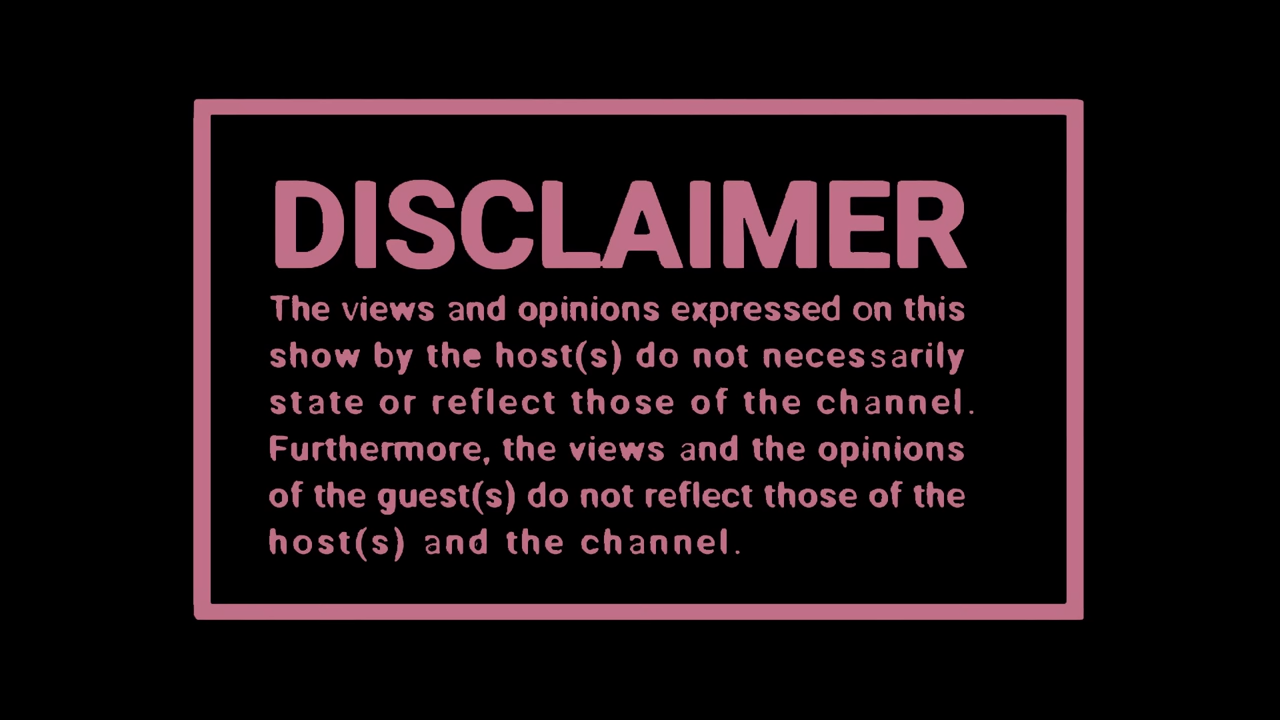 DISCLAIMER
The views and opinions expressed on this
show by the host(s) do not necessarily
state or reflect those of the channel.
Furthermore, the views and the opinions
of the guest(s) do not reflect those of the
host(s) and the channel.